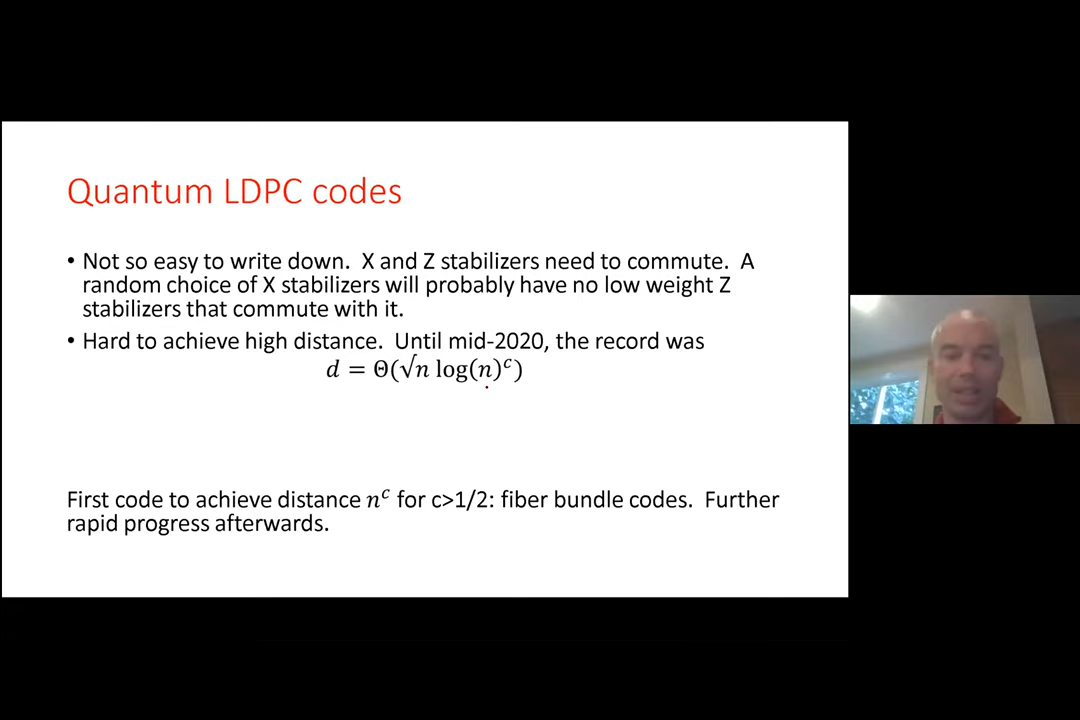 Quantum LDPC codes
• Not so easy to write down. X and Z stabilizers need to commute. A
random choice of X stabilizers will probably have no low weight Z
stabilizers that commute with it.
• Hard to achieve high distance. Until mid-2020, the record was
d = Θ(√n log(n)ᶜ)
First code to achieve distance nᶜ for c>1/2: fiber bundle codes. Further
rapid progress afterwards.